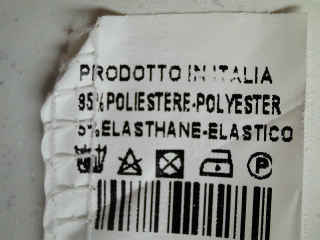 PRODOTTO IN ITALIA
95% POLIESTERE-POLYESTER
5% ELASTHANE-ELASTICO
P